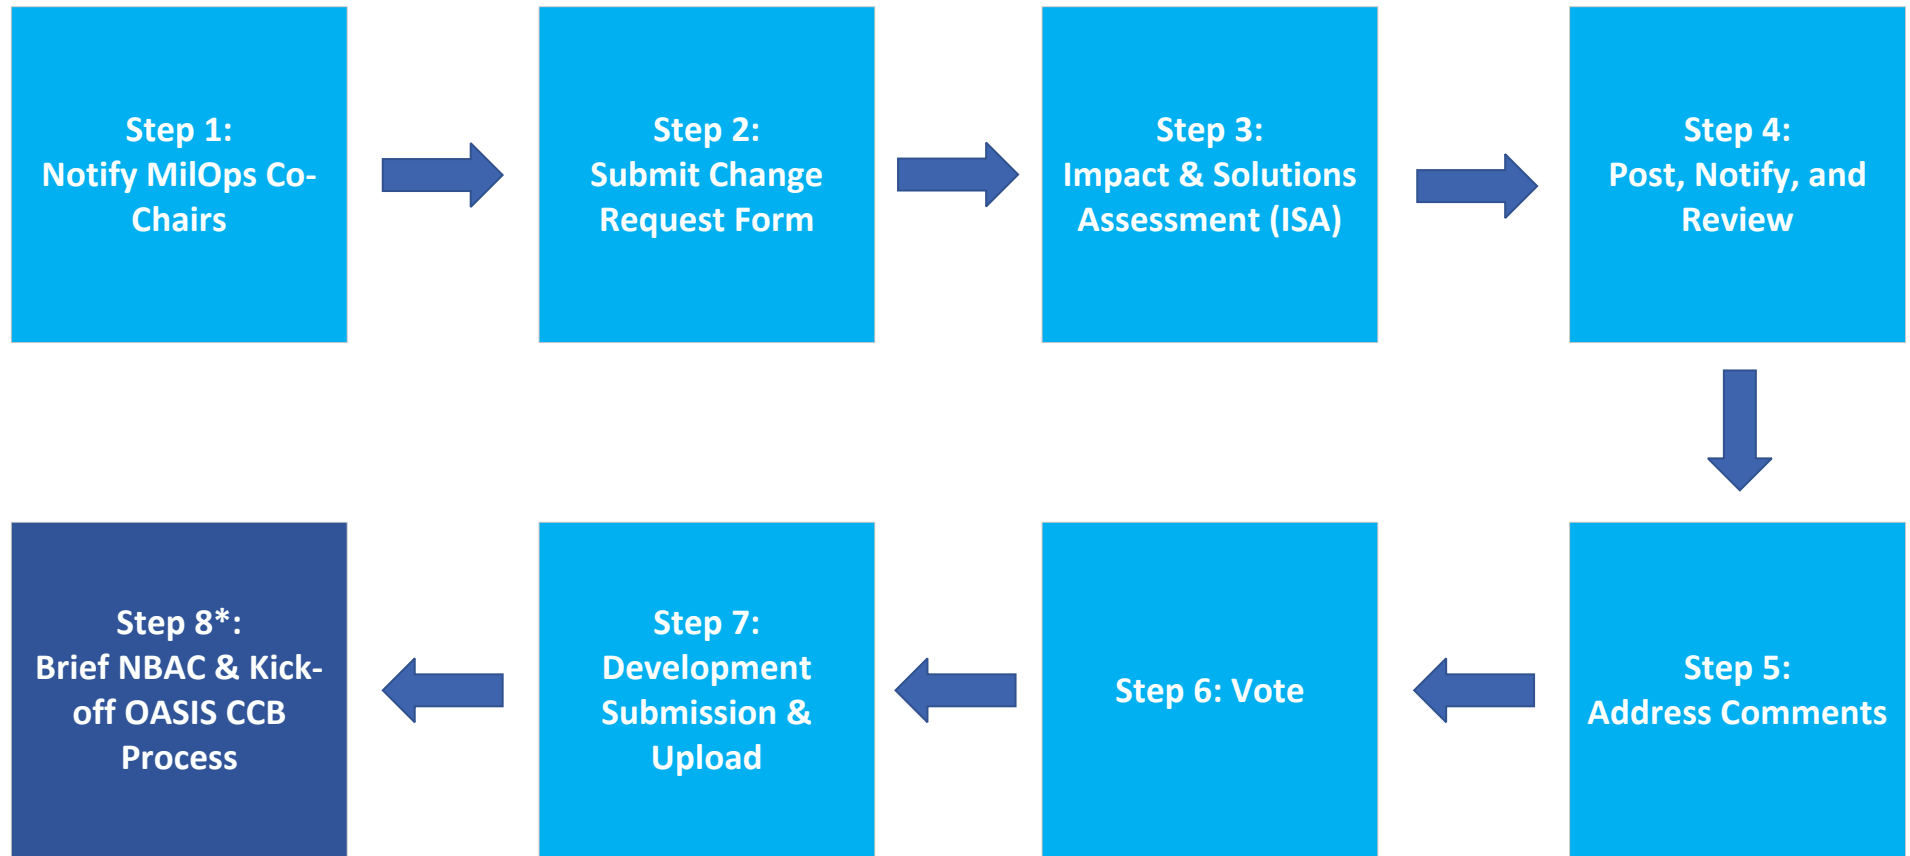 Step 1:
Notify MilOps Co-
Chairs
Step 2:
Submit Change
Request Form
Step 3:
Impact & Solutions
Assessment (ISA)
Step 4:
Post, Notify, and
Review
Step 5:
Address Comments
Step 6: Vote
Step 7:
Development
Submission &
Upload
Step 8*:
Brief NBAC & Kick-
off OASIS CCB
Process